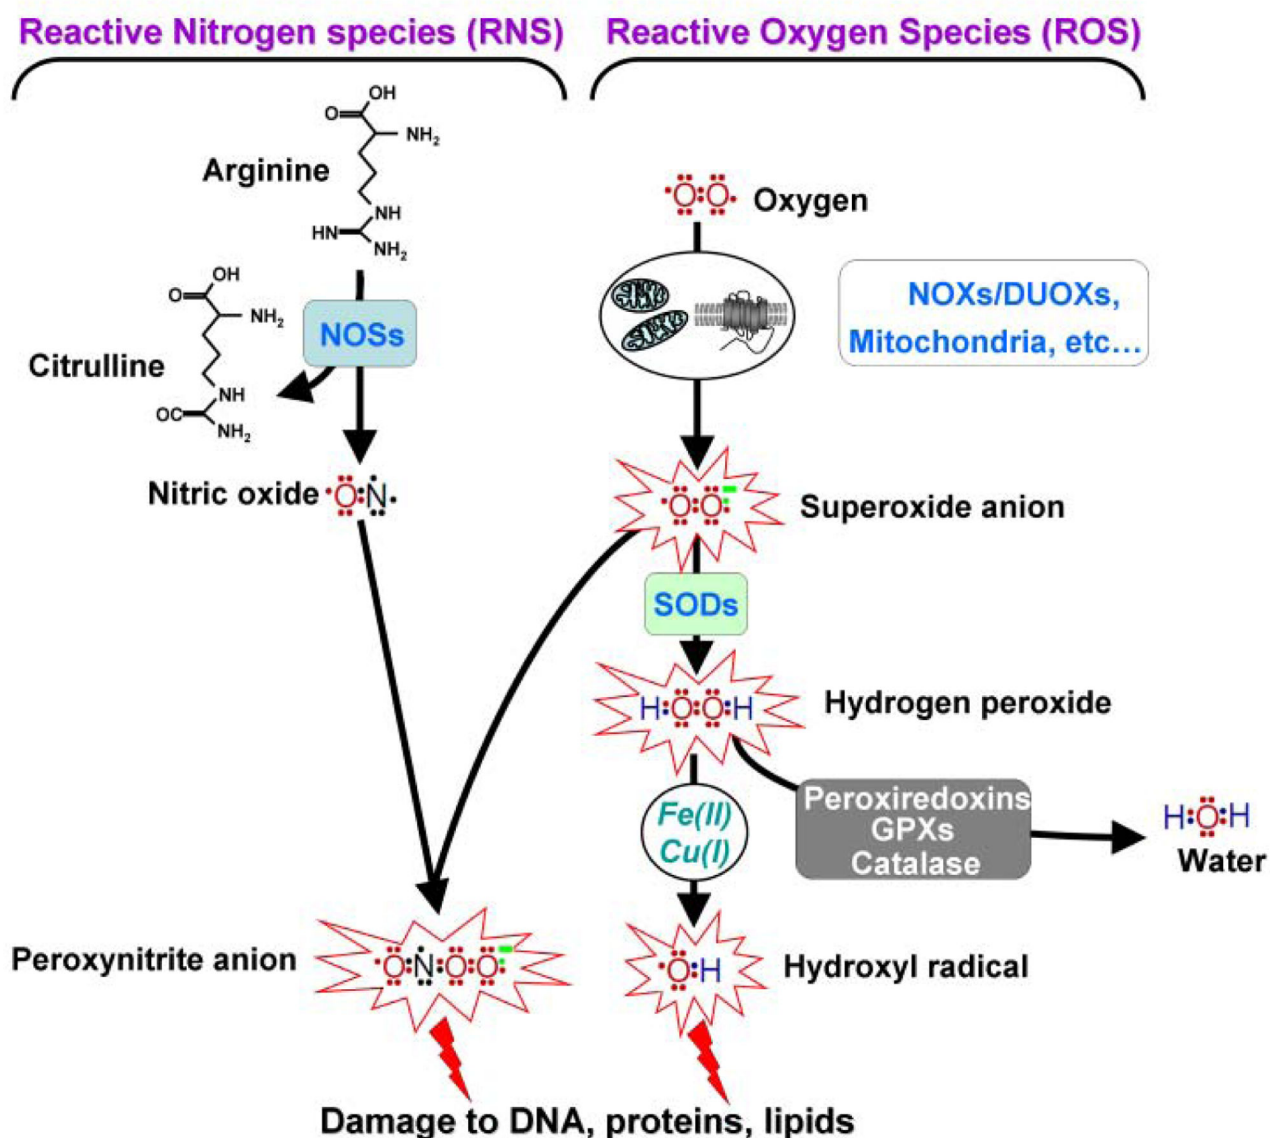 Reactive Nitrogen species (RNS)
Reactive Oxygen Species (ROS)
OH
O
NH2
Arginine
NH
HN
NH2
Oxygen
OH
O
NH2
NOSs
Citrulline
NH
OC
NH2
NOXs/DUOXs,
Mitochondria, etc...
Nitric oxide
O N
O O
Superoxide anion
SODs
H O O H
Hydrogen peroxide
Fe(II)
Cu(I)
Peroxiredoxins
GPXs
Catalase
H O H
Water
Peroxynitrite anion
O N O O
O H
Hydroxyl radical
Damage to DNA, proteins, lipids